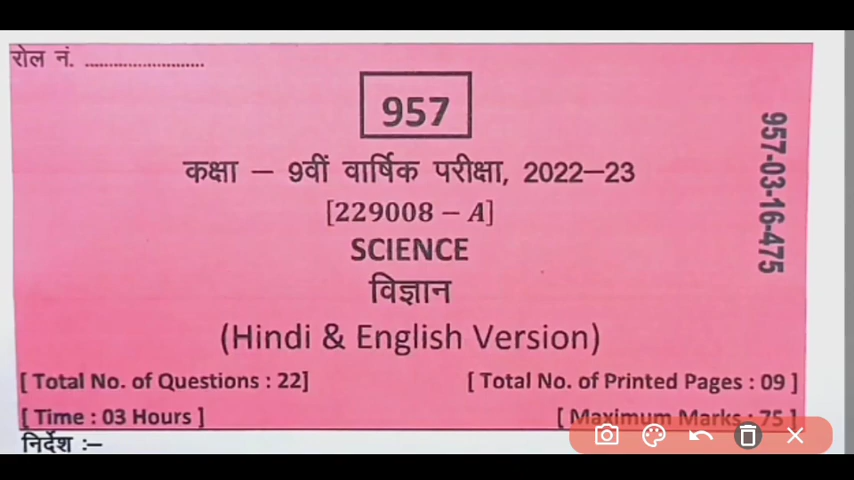 रोल नं. .........................
957
957-03-16-475
कक्षा – 9वीं वार्षिक परीक्षा, 2022–23
[229008 – A]
SCIENCE
विज्ञान
(Hindi & English Version)
[ Total No. of Questions : 22]
[ Total No. of Printed Pages : 09 ]
[ Time : 03 Hours ]
[ Maximum Marks : 75 ]
निर्देश :–